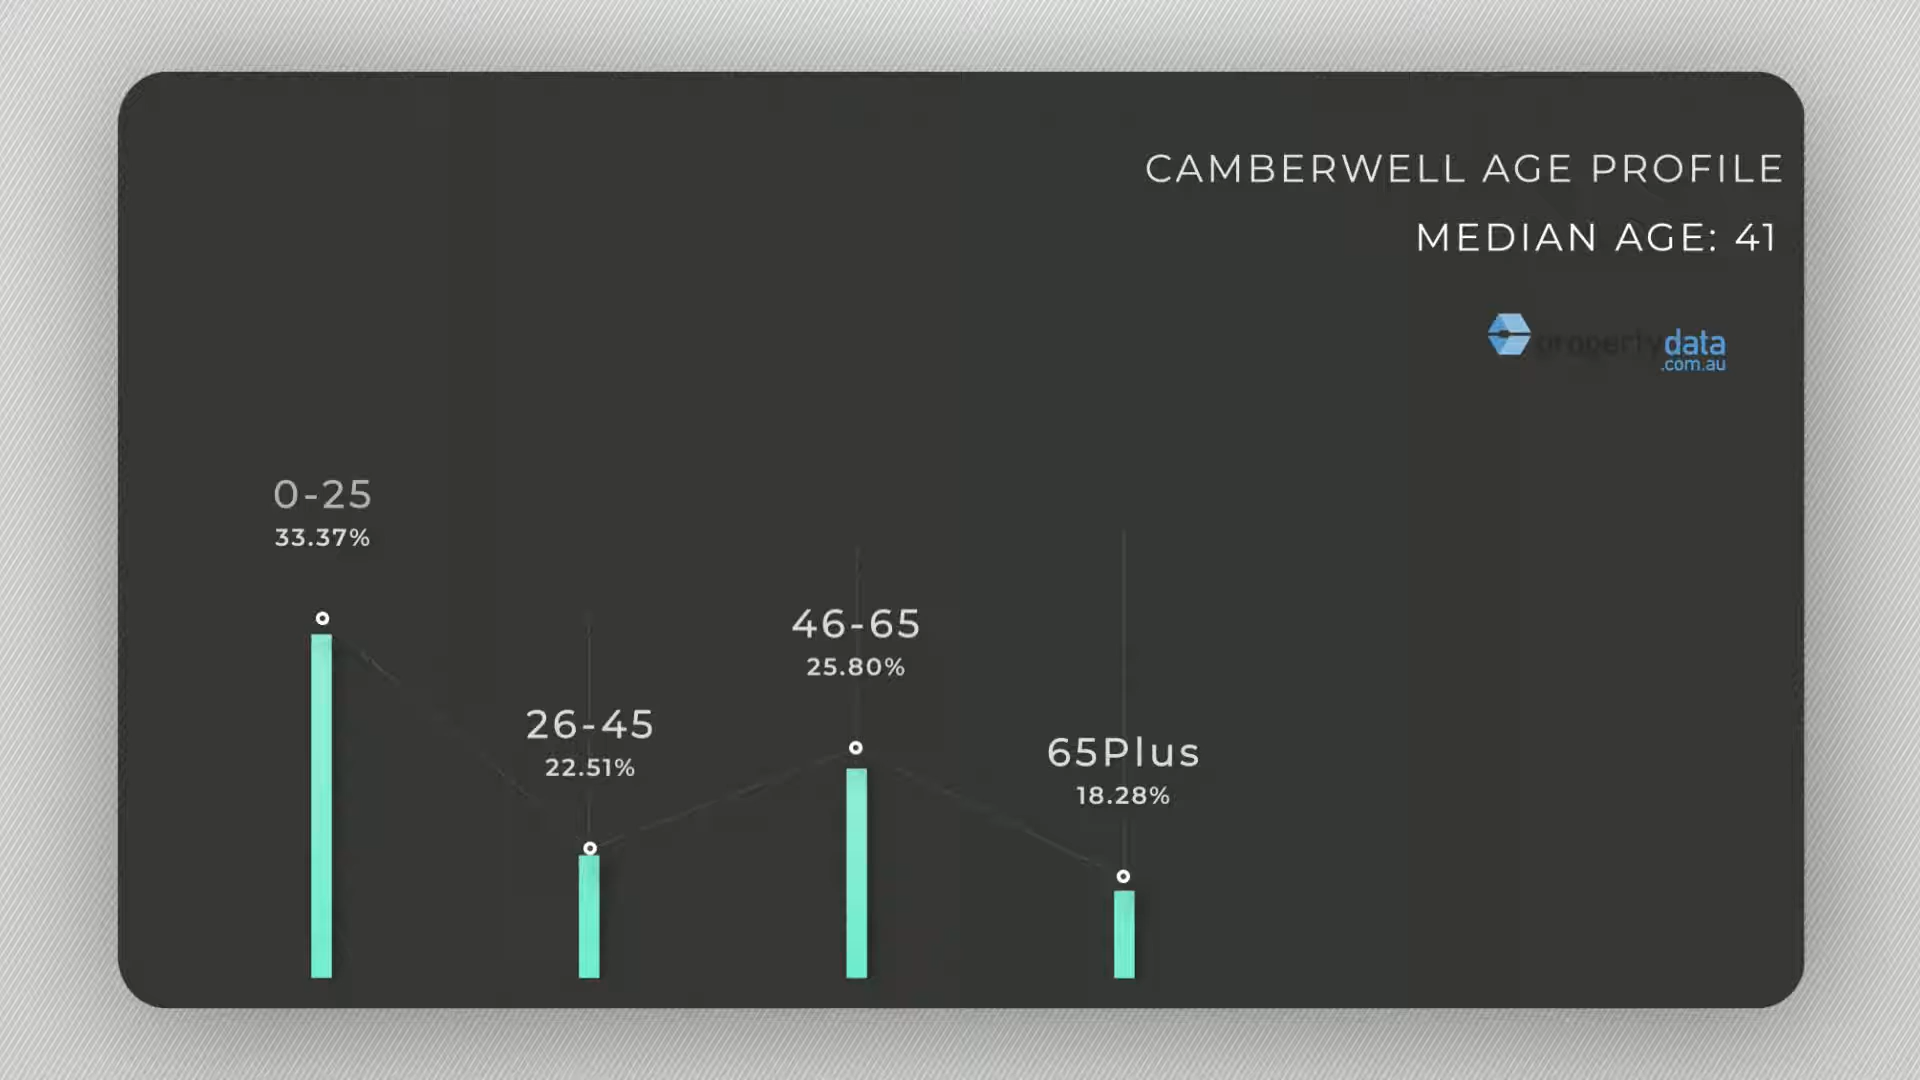 CAMBERWELL AGE PROFILE
MEDIAN AGE: 41
propertydata
.com.au
0-25
33.37%
46-65
25.80%
26-45
22.51%
65Plus
18.28%